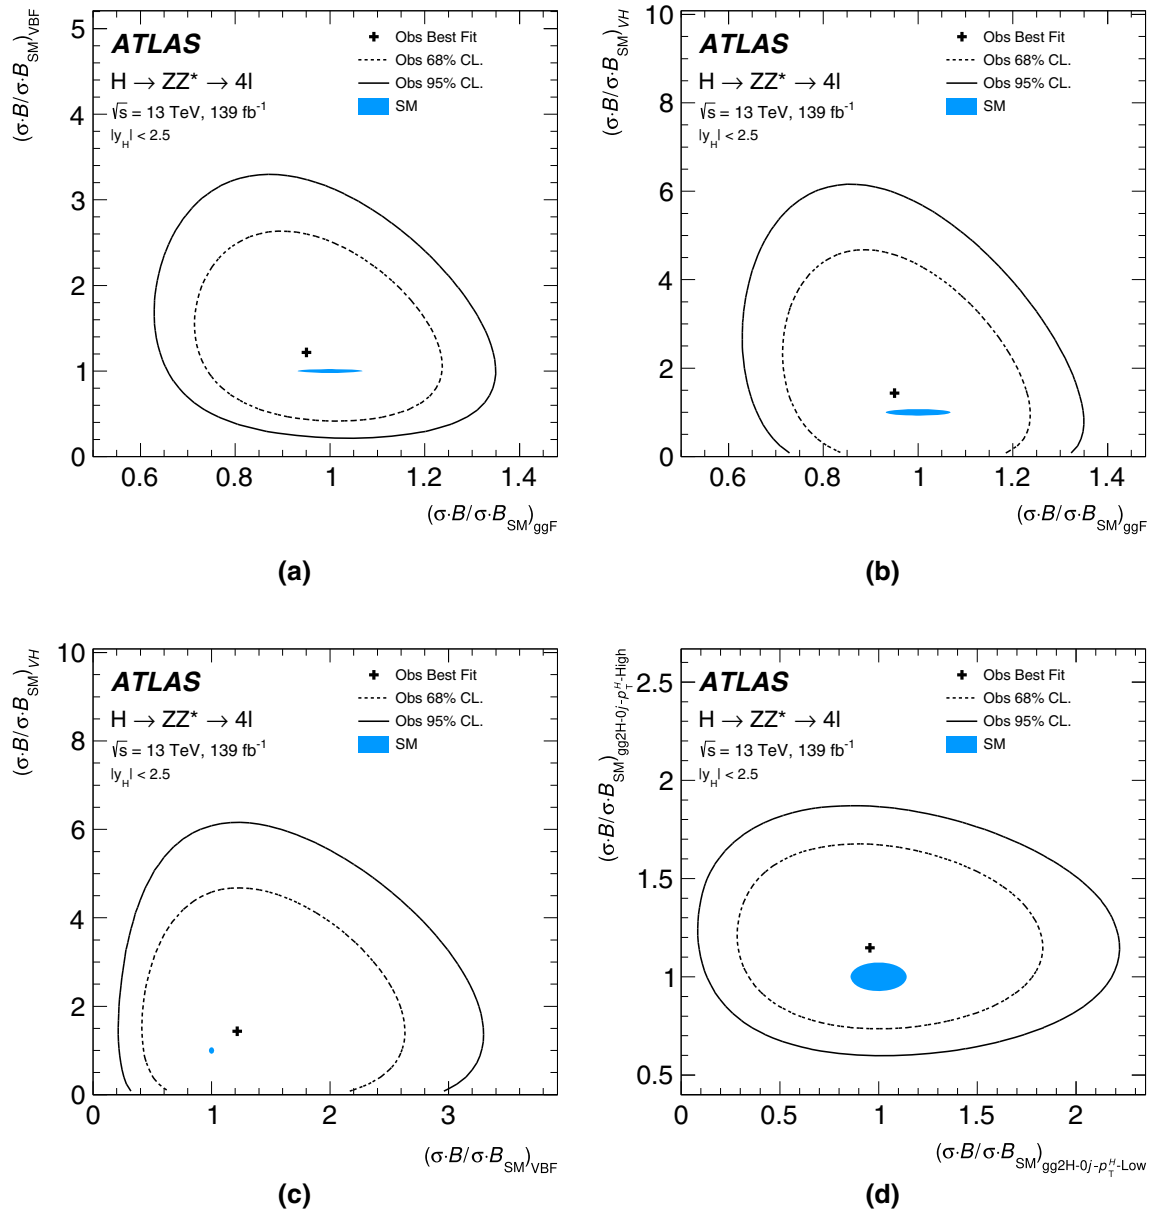 (σ·B/σ·B_SM)_VBF
5
4
3
2
1
0
ATLAS
H → ZZ* → 4l
√s = 13 TeV, 139 fb⁻¹
|y_H| < 2.5
Obs Best Fit
Obs 68% CL.
Obs 95% CL.
SM
0.6 0.8 1 1.2 1.4
(σ·B/σ·B_SM)_ggF
(a)
(σ·B/σ·B_SM)_VH
10
8
6
4
2
0
ATLAS
H → ZZ* → 4l
√s = 13 TeV, 139 fb⁻¹
|y_H| < 2.5
Obs Best Fit
Obs 68% CL.
Obs 95% CL.
SM
0.6 0.8 1 1.2 1.4
(σ·B/σ·B_SM)_ggF
(b)
(σ·B/σ·B_SM)_VH
10
8
6
4
2
0
ATLAS
H → ZZ* → 4l
√s = 13 TeV, 139 fb⁻¹
|y_H| < 2.5
Obs Best Fit
Obs 68% CL.
Obs 95% CL.
SM
0 1 2 3
(σ·B/σ·B_SM)_VBF
(c)
(σ·B/σ·B_SM)_gg2H-0j-p_T^H-High
2.5
2
1.5
1
0.5
ATLAS
H → ZZ* → 4l
√s = 13 TeV, 139 fb⁻¹
|y_H| < 2.5
Obs Best Fit
Obs 68% CL.
Obs 95% CL.
SM
0 0.5 1 1.5 2
(σ·B/σ·B_SM)_gg2H-0j-p_T^H-Low
(d)